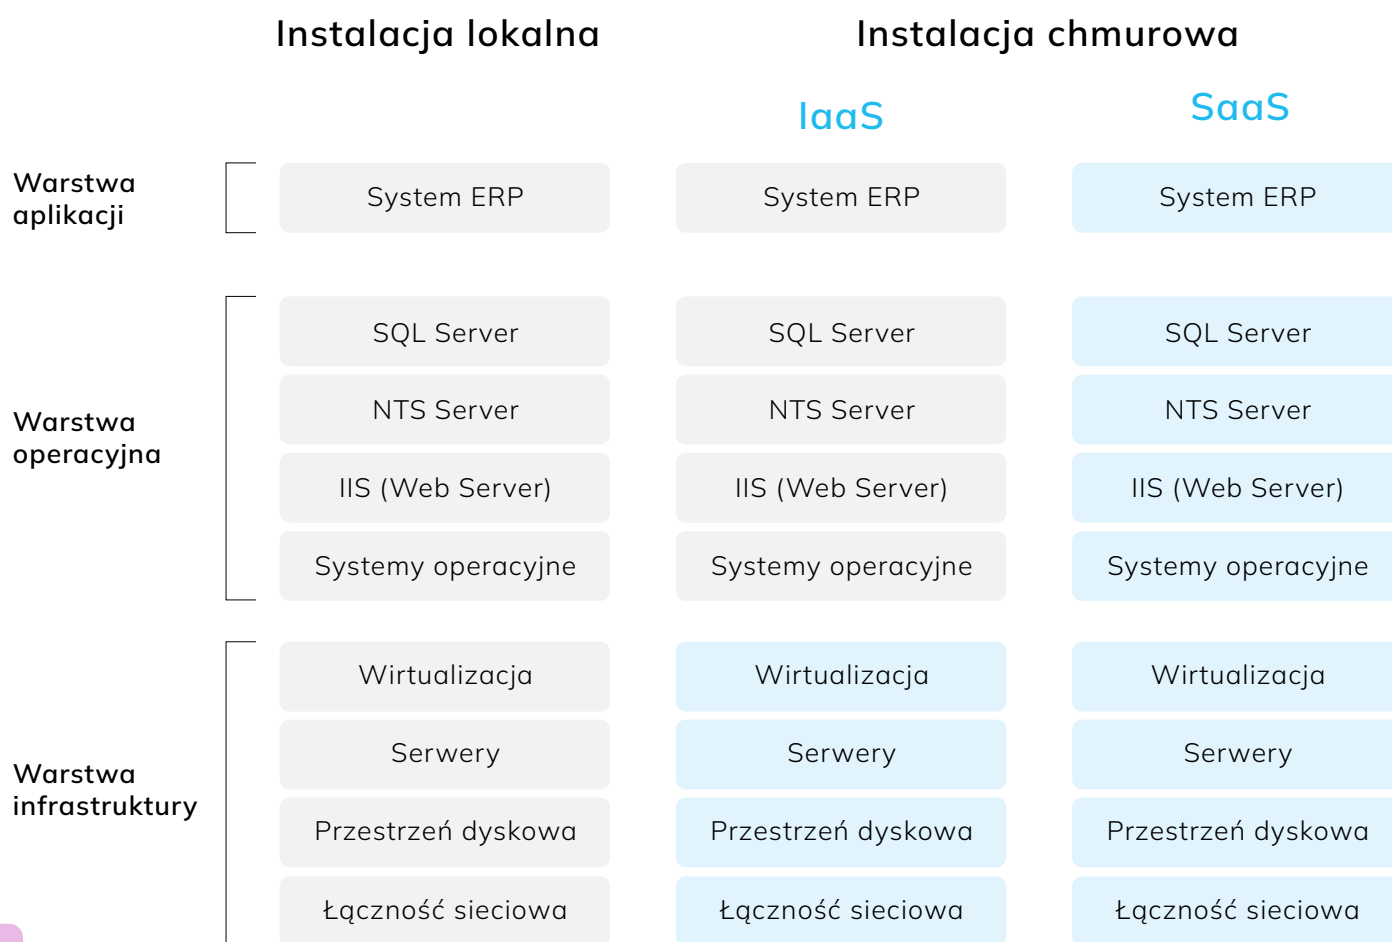 Instalacja lokalna
Instalacja chmurowa
IaaS
SaaS
Warstwa
aplikacji
System ERP
System ERP
System ERP
Warstwa
operacyjna
SQL Server
SQL Server
SQL Server
NTS Server
NTS Server
NTS Server
IIS (Web Server)
IIS (Web Server)
IIS (Web Server)
Systemy operacyjne
Systemy operacyjne
Systemy operacyjne
Warstwa
infrastruktury
Wirtualizacja
Wirtualizacja
Wirtualizacja
Serwery
Serwery
Serwery
Przestrzeń dyskowa
Przestrzeń dyskowa
Przestrzeń dyskowa
Łączność sieciowa
Łączność sieciowa
Łączność sieciowa